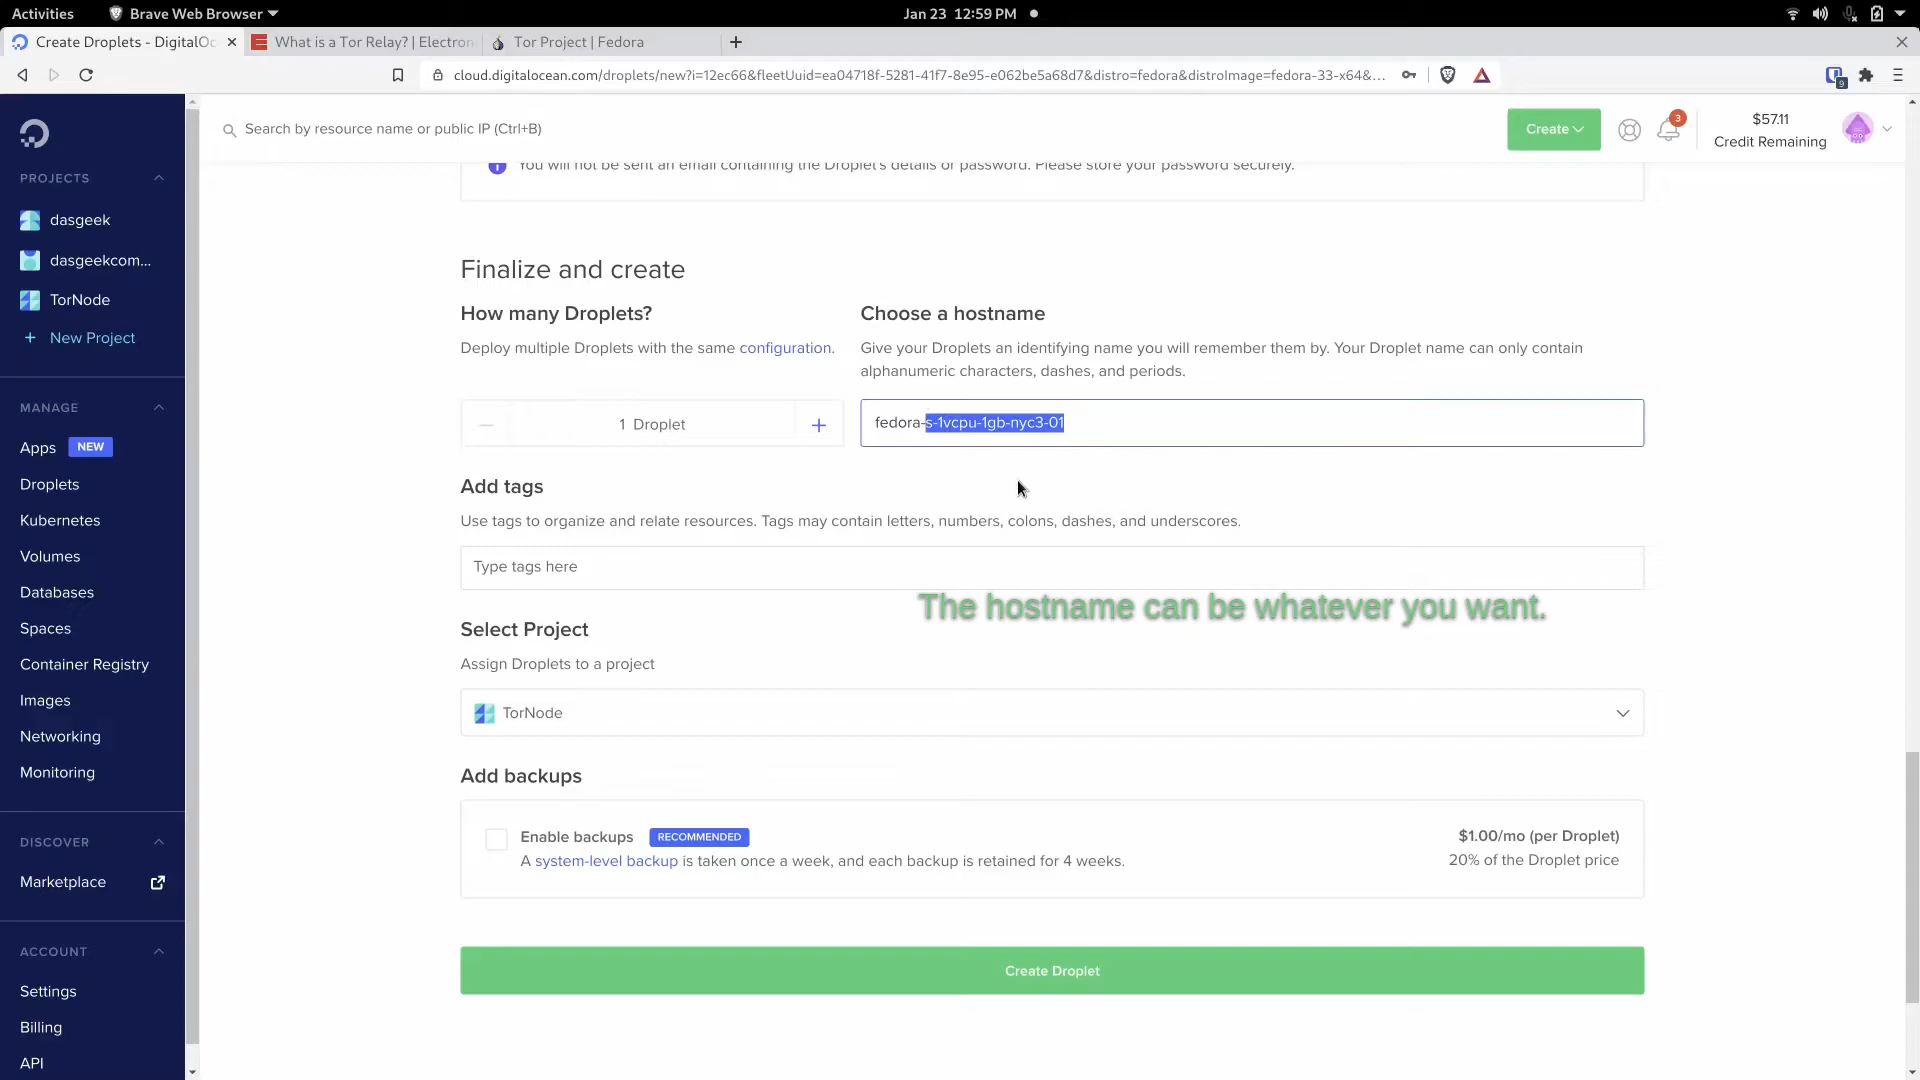 Activities
Brave Web Browser
Jan 23 12:59 PM
Create Droplets - DigitalOc
What is a Tor Relay? | Electron
Tor Project | Fedora
cloud.digitalocean.com/droplets/new?i=12ec66&fleetUuid=ea04718f-5281-41f7-8e95-e062be5a68d7&distro=fedora&distroImage=fedora-33-x64&...
9
Search by resource name or public IP (Ctrl+B)
Create
3
$57.11
Credit Remaining
PROJECTS
dasgeek
dasgeekcom...
TorNode
+ New Project
MANAGE
Apps NEW
Droplets
Kubernetes
Volumes
Databases
Spaces
Container Registry
Images
Networking
Monitoring
DISCOVER
Marketplace
ACCOUNT
Settings
Billing
API
You will not be sent an email containing the Droplet's details or password. Please store your password securely.
Finalize and create
How many Droplets?
Deploy multiple Droplets with the same configuration.
1 Droplet
Choose a hostname
Give your Droplets an identifying name you will remember them by. Your Droplet name can only contain
alphanumeric characters, dashes, and periods.
fedora-s-1vcpu-1gb-nyc3-01
Add tags
Use tags to organize and relate resources. Tags may contain letters, numbers, colons, dashes, and underscores.
Type tags here
The hostname can be whatever you want.
Select Project
Assign Droplets to a project
TorNode
Add backups
Enable backups RECOMMENDED
A system-level backup is taken once a week, and each backup is retained for 4 weeks.
$1.00/mo (per Droplet)
20% of the Droplet price
Create Droplet